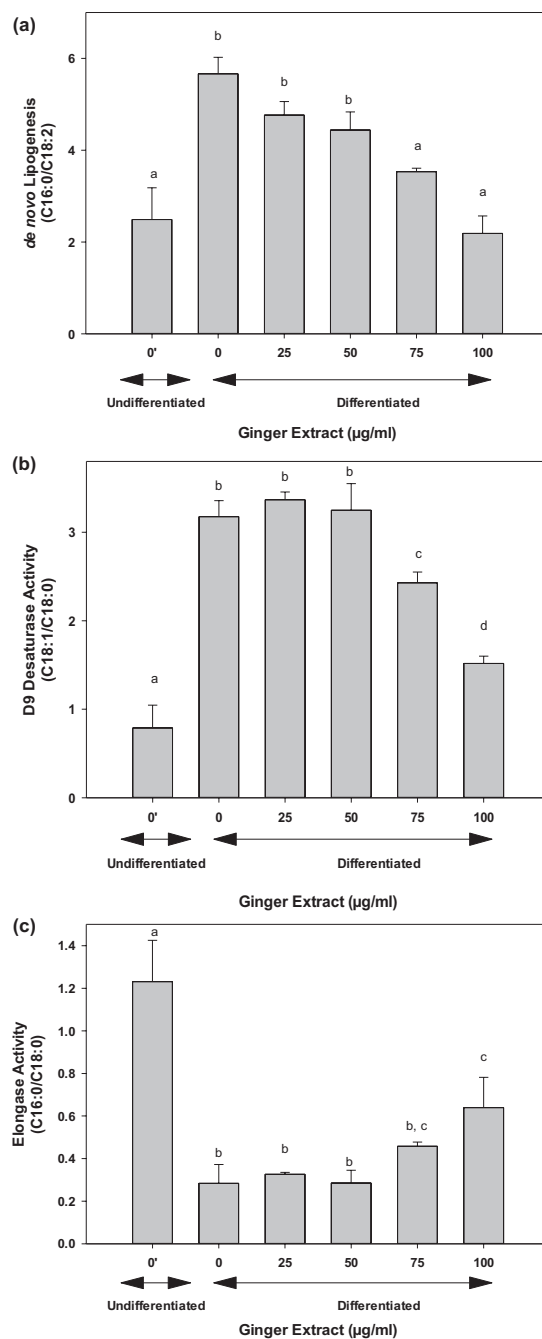 (a)
de novo Lipogenesis
(C16:0/C18:2)
6
4
2
0
a
b
b
b
a
a
0'
0
25
50
75
100
Undifferentiated
Differentiated
Ginger Extract (µg/ml)
(b)
D9 Desaturase Activity
(C18:1/C18:0)
3
2
1
0
a
b
b
b
c
d
0'
0
25
50
75
100
Undifferentiated
Differentiated
Ginger Extract (µg/ml)
(c)
Elongase Activity
(C16:0/C18:0)
1.4
1.2
1.0
0.8
0.6
0.4
0.2
0.0
a
b
b
b
b, c
c
0'
0
25
50
75
100
Undifferentiated
Differentiated
Ginger Extract (µg/ml)